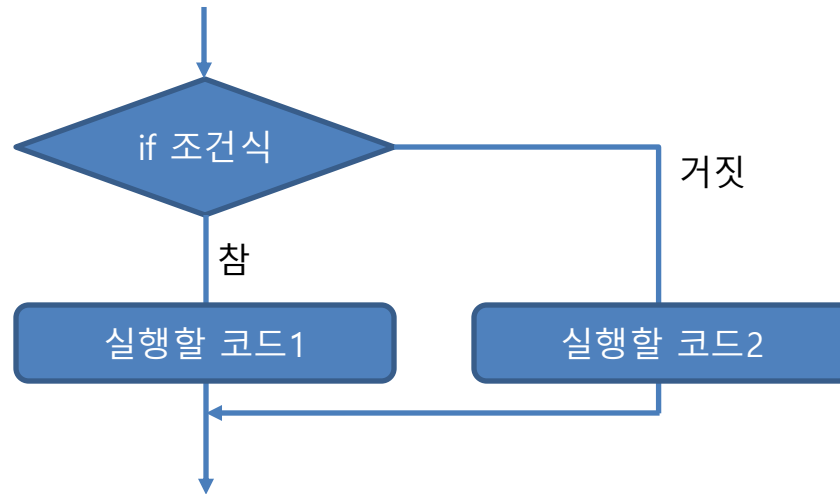 if 조건식
거짓
참
실행할 코드1
실행할 코드2